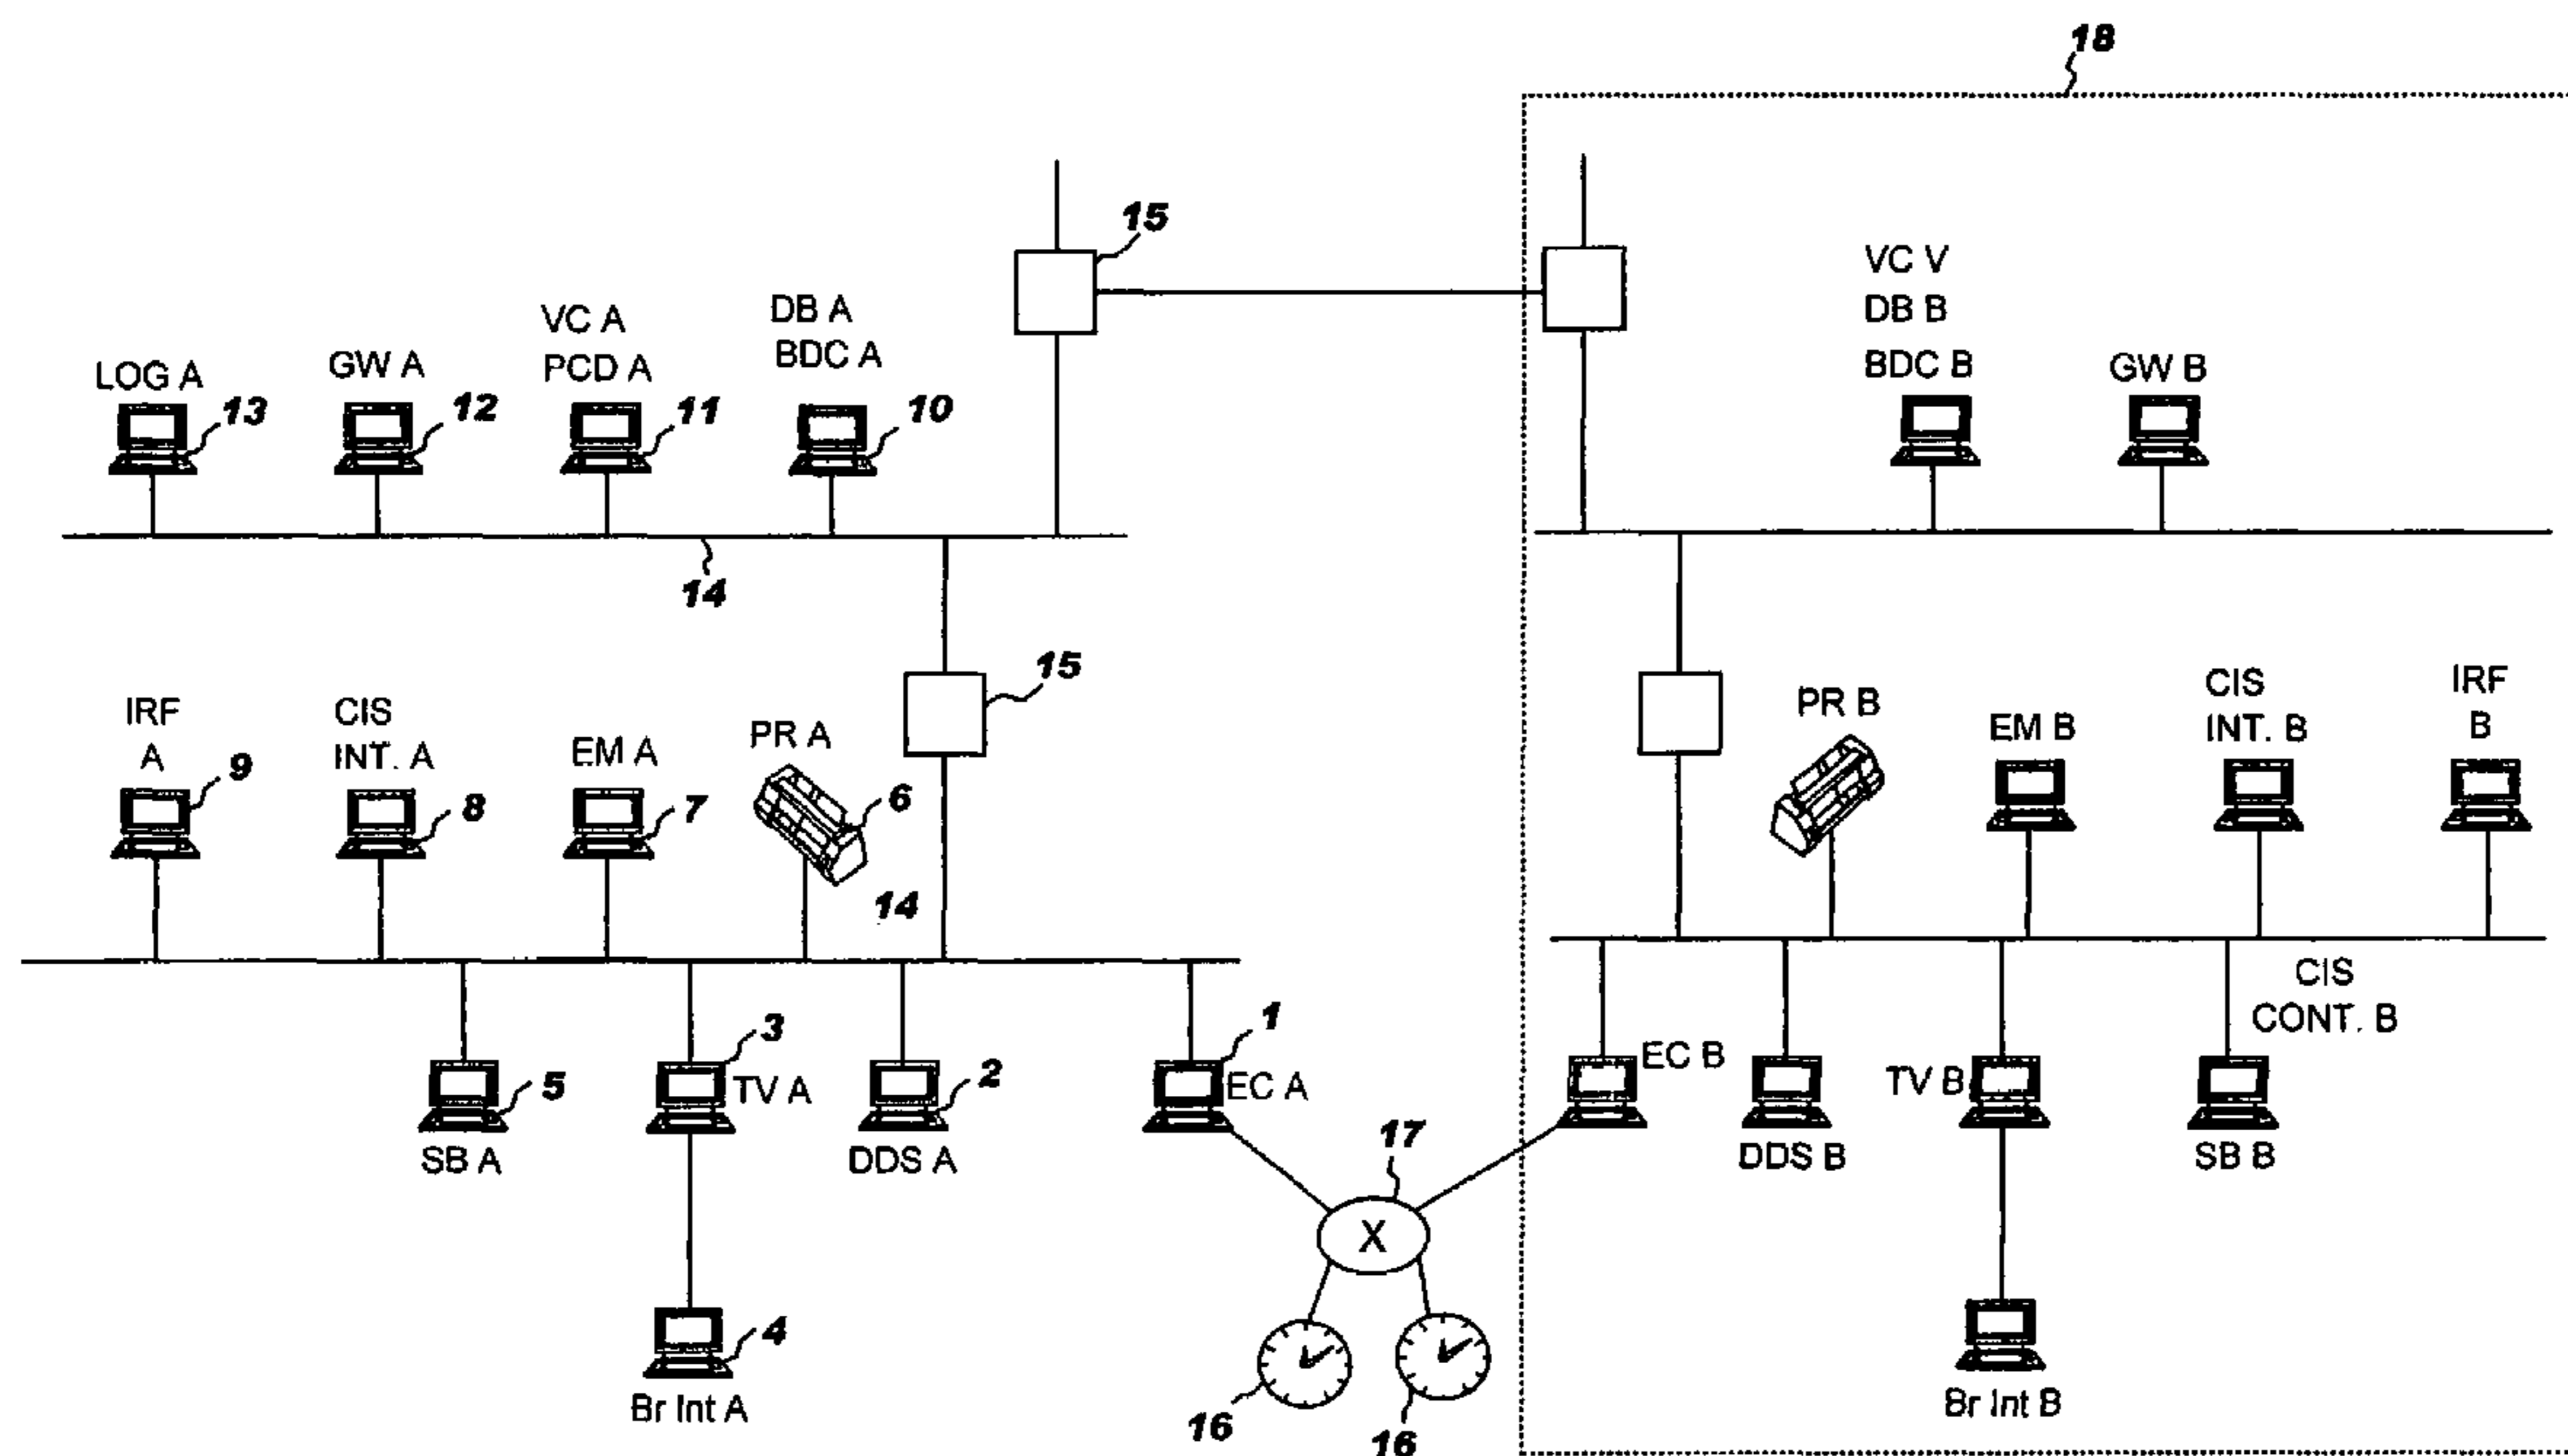 18
15
VC A
PCD A
DB A
BDC A
VC V
DB B
BDC B
GW B
LOG A
GW A
13
12
11
10
14
15
IRF
A
CIS
INT. A
EM A
PR A
PR B
EM B
CIS
INT. B
IRF
B
9
8
7
6
14
CIS
CONT. B
5
3
TV A
2
1
EC A
EC B
TV B
SB A
DDS A
17
DDS B
SB B
X
4
Br Int A
16
16
Br Int B